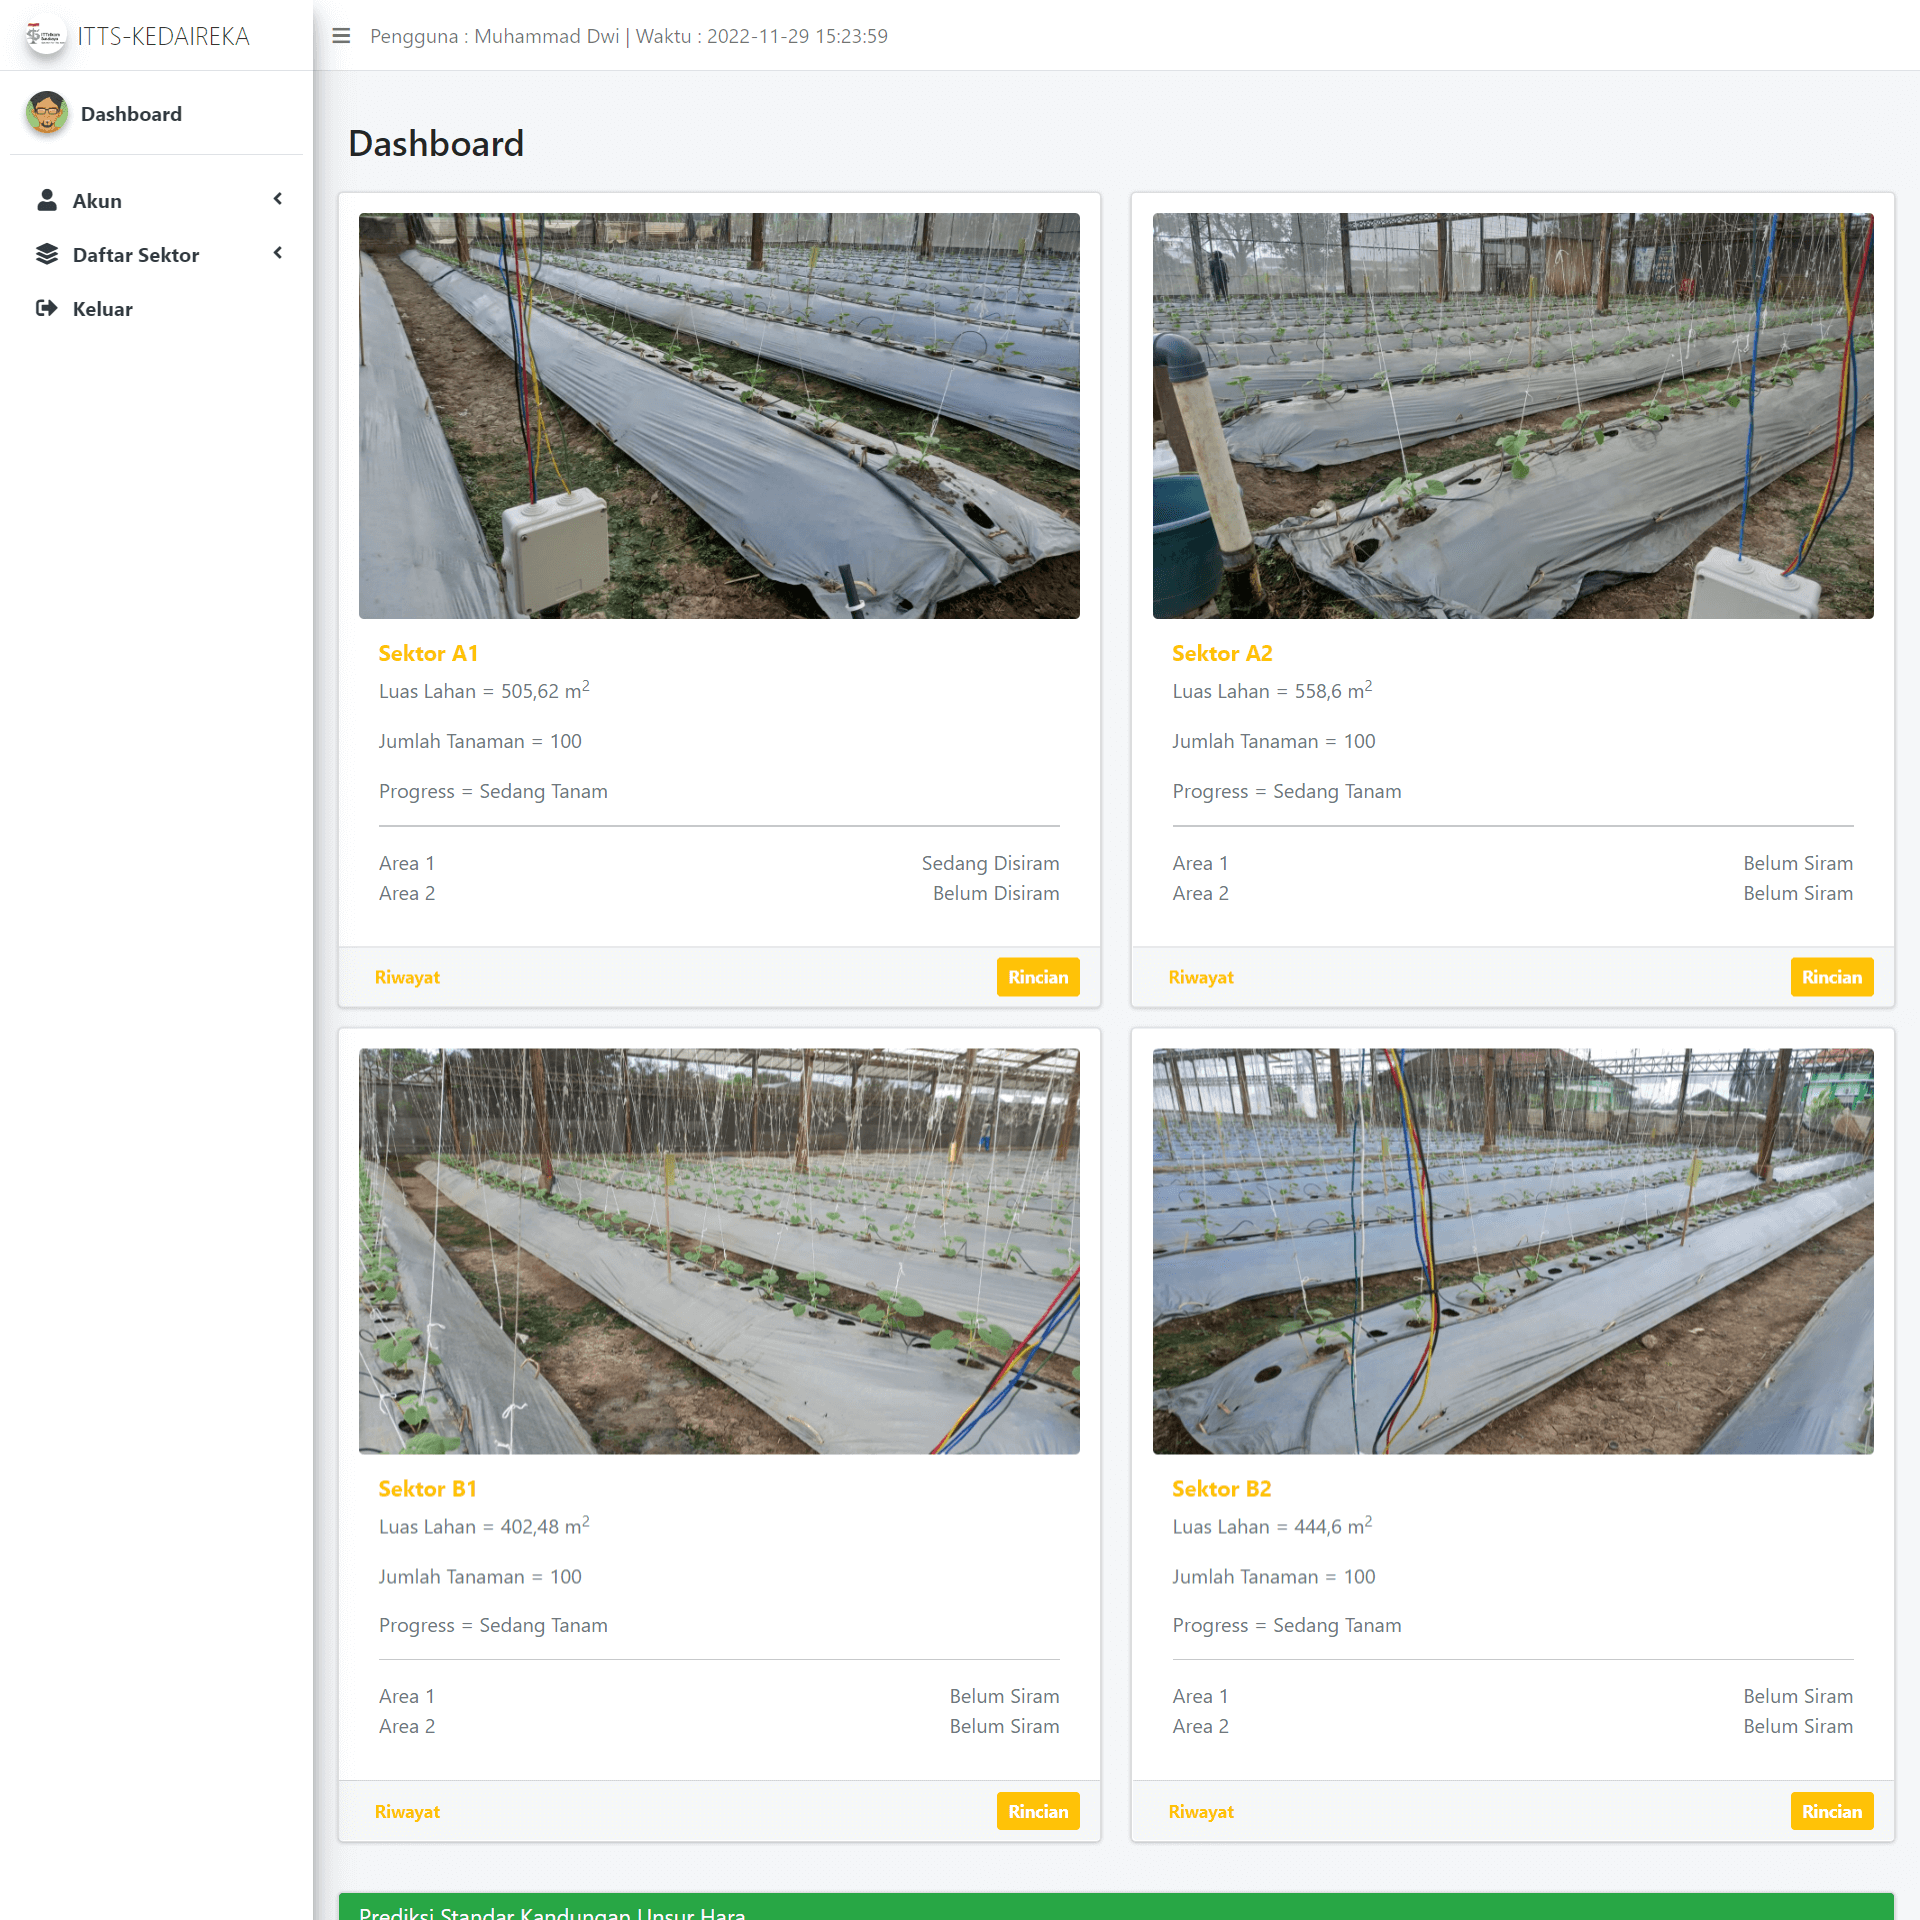 ITTS-KEDAIREKA
Pengguna : Muhammad Dwi | Waktu : 2022-11-29 15:23:59
Dashboard
Akun
Daftar Sektor
Keluar
Dashboard
Sektor A1
Luas Lahan = 505,62 m²
Jumlah Tanaman = 100
Progress = Sedang Tanam
Area 1 Sedang Disiram
Area 2 Belum Disiram
Riwayat Rincian
Sektor A2
Luas Lahan = 558,6 m²
Jumlah Tanaman = 100
Progress = Sedang Tanam
Area 1 Belum Siram
Area 2 Belum Siram
Riwayat Rincian
Sektor B1
Luas Lahan = 402,48 m²
Jumlah Tanaman = 100
Progress = Sedang Tanam
Area 1 Belum Siram
Area 2 Belum Siram
Riwayat Rincian
Sektor B2
Luas Lahan = 444,6 m²
Jumlah Tanaman = 100
Progress = Sedang Tanam
Area 1 Belum Siram
Area 2 Belum Siram
Riwayat Rincian
Prediksi Standar Kandungan Unsur Hara